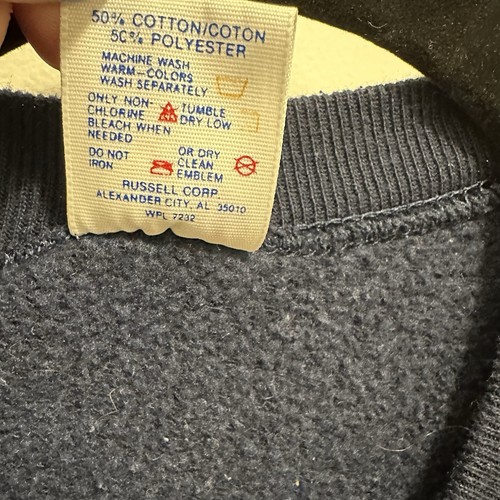 50% COTTON/COTON
50% POLYESTER
MACHINE WASH
WARM-COLORS
WASH SEPARATELY
ONLY NON-
CHLORINE
BLEACH WHEN
NEEDED
TUMBLE
DRY LOW
DO NOT
IRON
OR DRY
CLEAN
EMBLEM
RUSSELL CORP
ALEXANDER CITY, AL 35010
WPL 7232